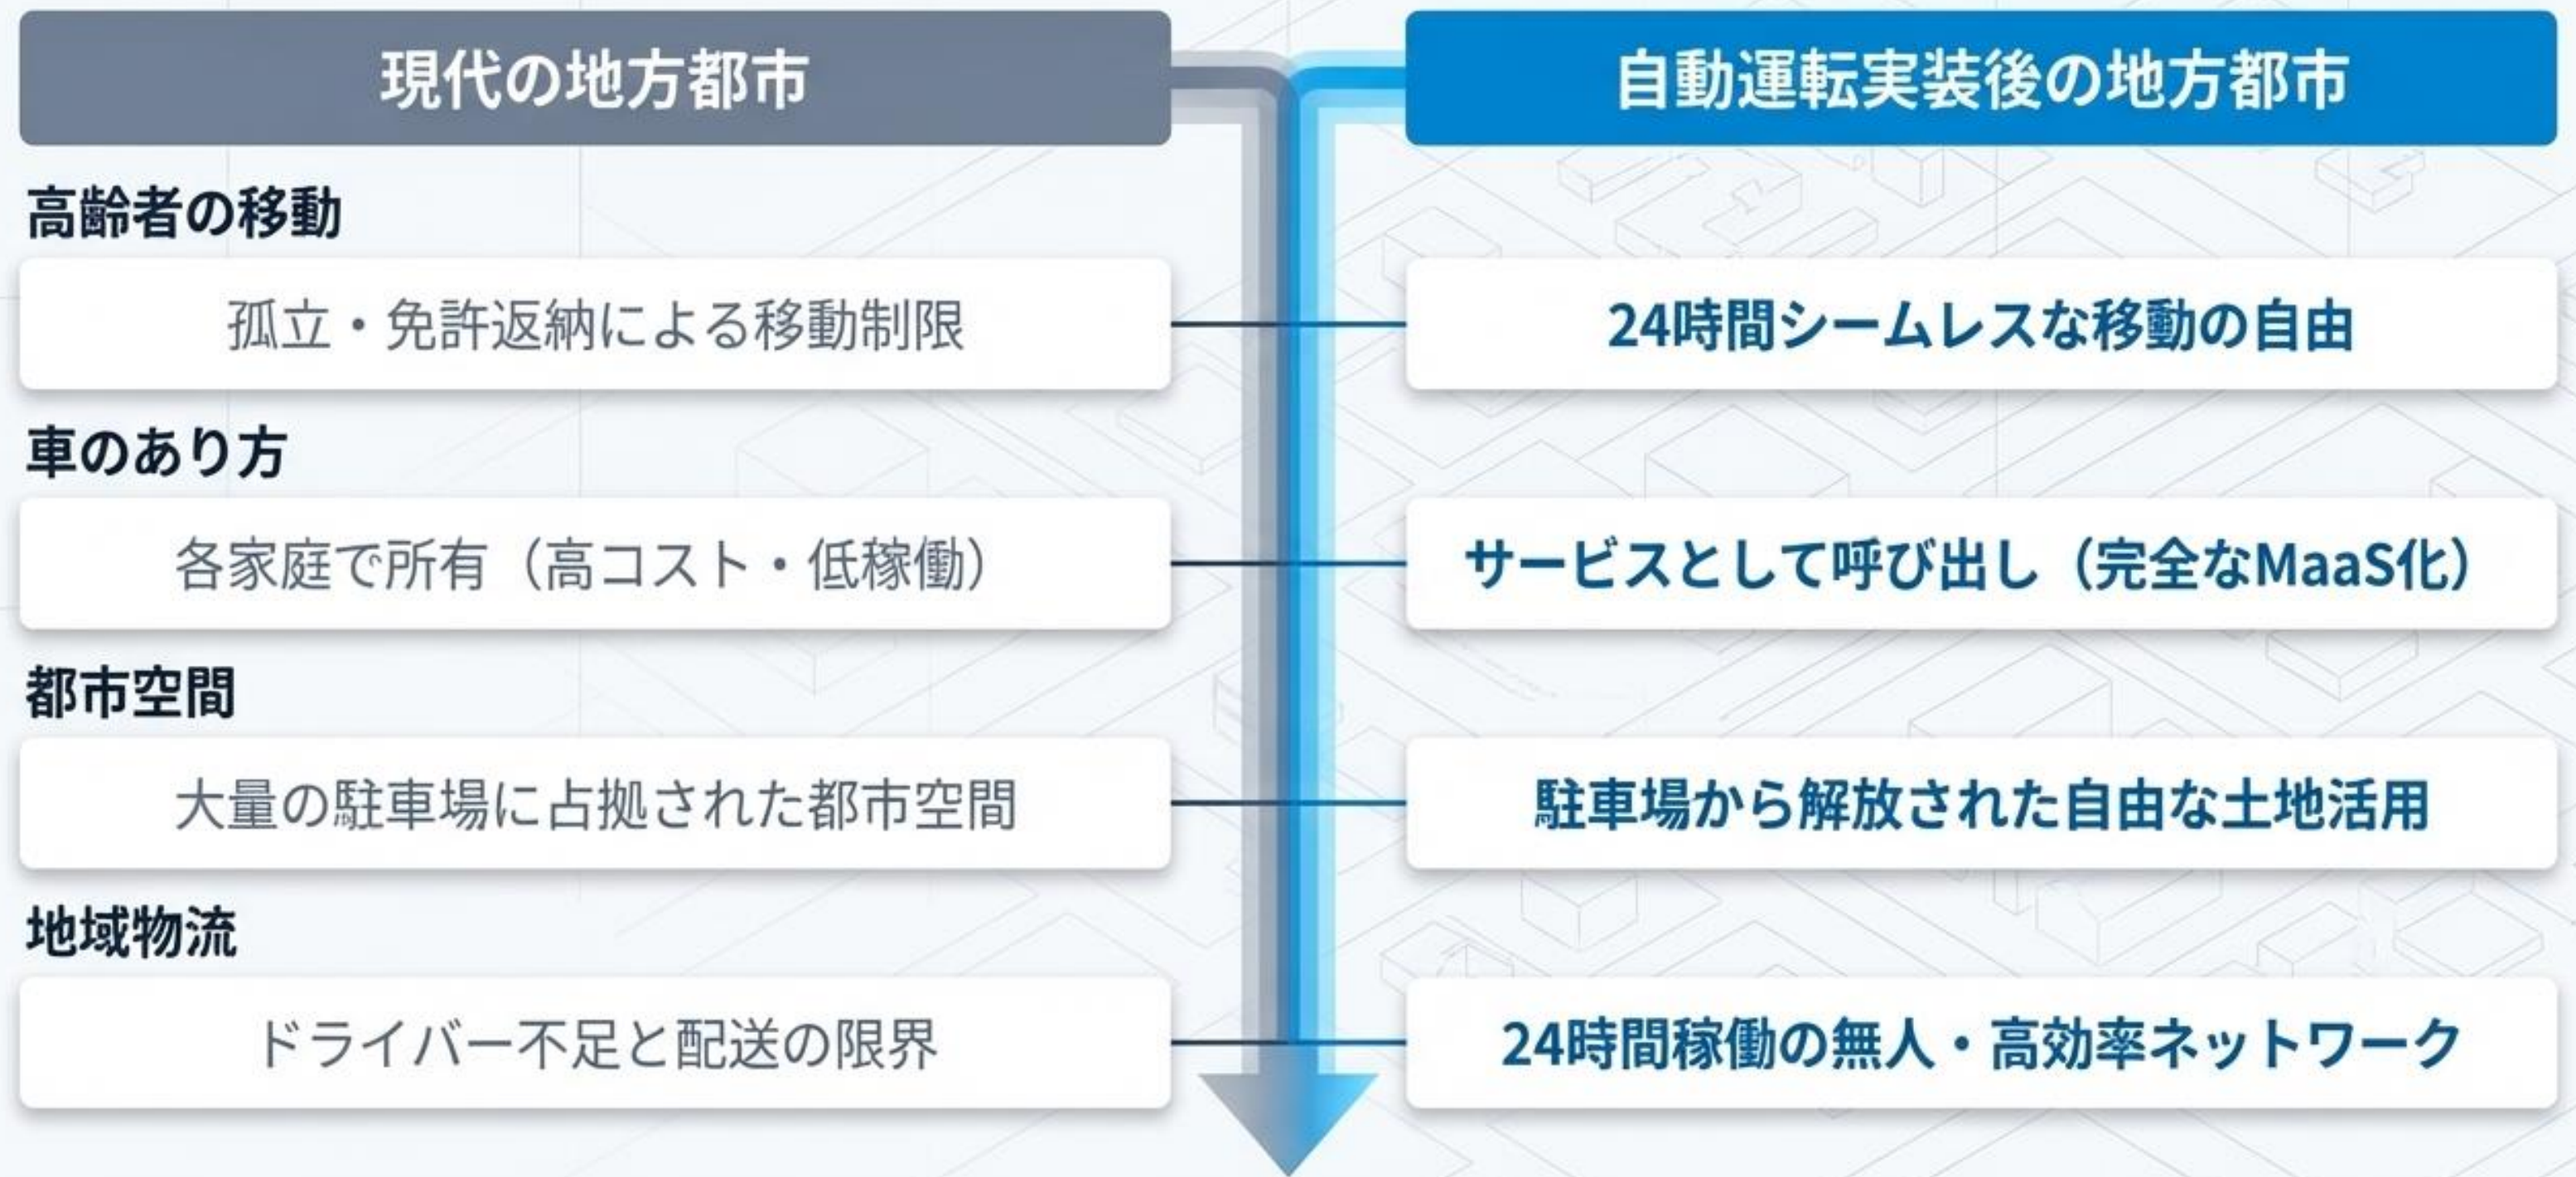 現代の地方都市
自動運転実装後の地方都市
高齢者の移動
孤立・免許返納による移動制限
24時間シームレスな移動の自由
車のあり方
各家庭で所有（高コスト・低稼働）
サービスとして呼び出し（完全なMaaS化）
都市空間
大量の駐車場に占拠された都市空間
駐車場から解放された自由な土地活用
地域物流
ドライバー不足と配送の限界
24時間稼働の無人・高効率ネットワーク